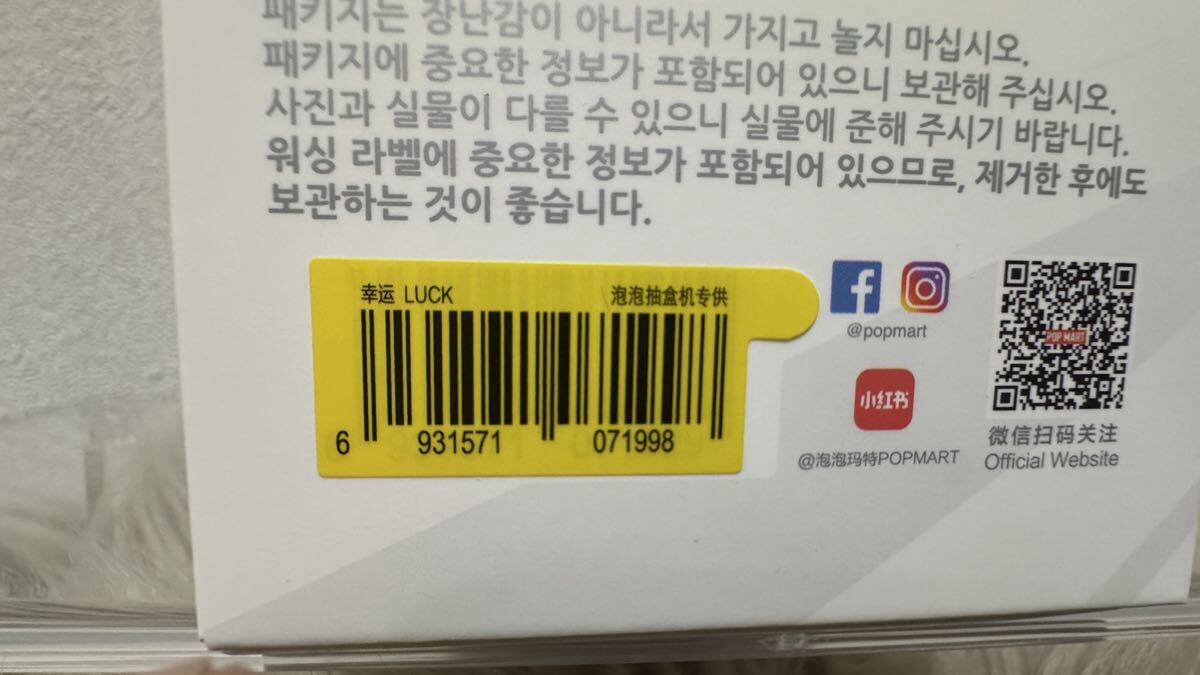 패키지는 장난감이 아니라서 가지고 놀지 마십시오.
패키지에 중요한 정보가 포함되어 있으니 보관해 주십시오.
사진과 실물이 다를 수 있으니 실물에 준해 주시기 바랍니다.
워싱 라벨에 중요한 정보가 포함되어 있으므로, 제거한 후에도
보관하는 것이 좋습니다.
幸运 LUCK 泡泡抽盒机专供
6 931571 071998
@popmart
小红书
@泡泡玛特POPMART
POP MART
微信扫码关注
Official Website